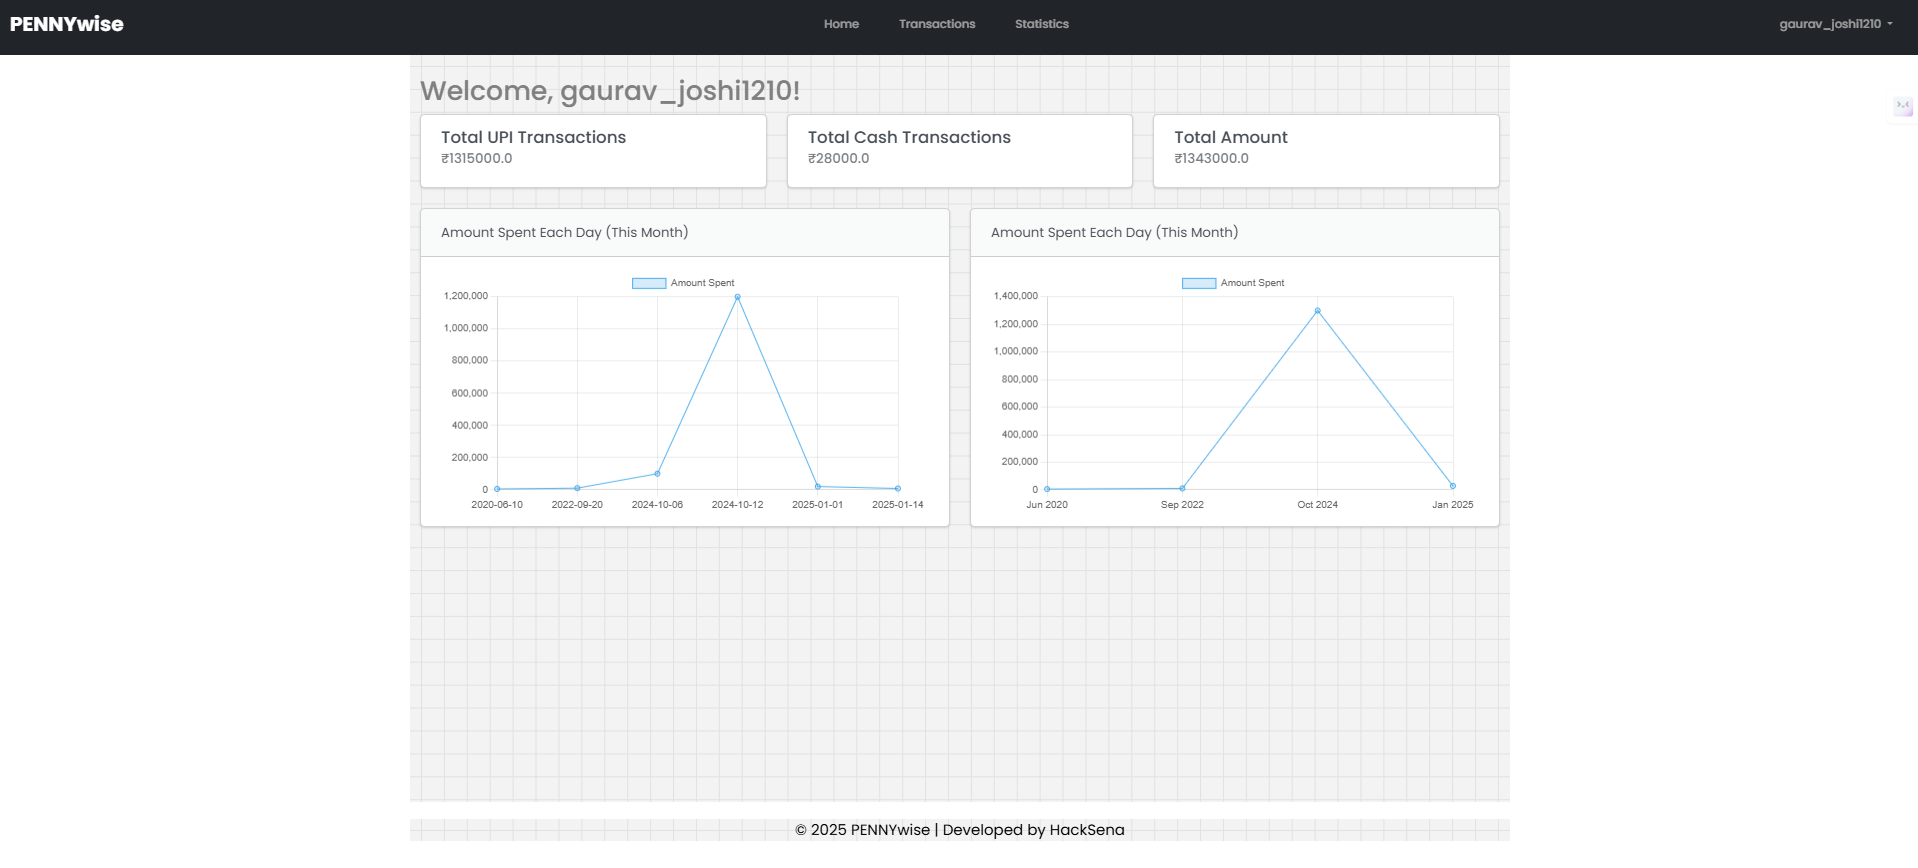 PENNYwise
Home Transactions Statistics
gaurav_joshi1210
Welcome, gaurav_joshi1210!
Total UPI Transactions
₹1315000.0
Total Cash Transactions
₹28000.0
Total Amount
₹1343000.0
Amount Spent Each Day (This Month)
Amount Spent
1,200,000
1,000,000
800,000
600,000
400,000
200,000
0
2020-06-10 2022-09-20 2024-10-06 2024-10-12 2025-01-01 2025-01-14
Amount Spent Each Day (This Month)
Amount Spent
1,400,000
1,200,000
1,000,000
800,000
600,000
400,000
200,000
0
Jun 2020 Sep 2022 Oct 2024 Jan 2025
© 2025 PENNYwise | Developed by HackSena